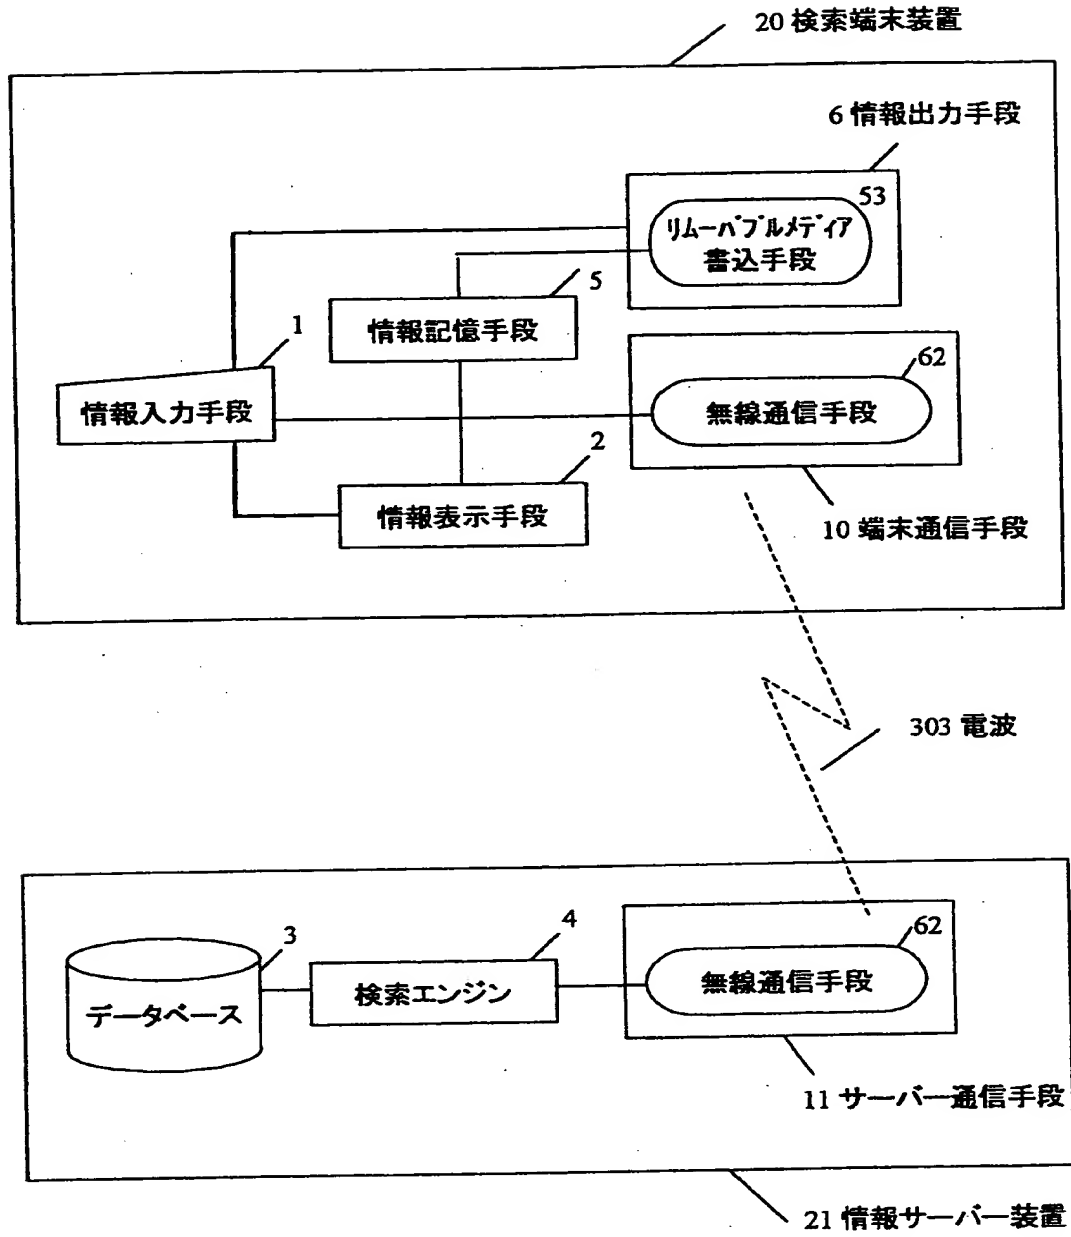 20 検索端末装置
6 情報出力手段
53
リムーバブルメディア
書込手段
5
情報記憶手段
1
情報入力手段
62
無線通信手段
2
情報表示手段
10 端末通信手段
303 電波
3
データベース
4
検索エンジン
62
無線通信手段
11 サーバー通信手段
21 情報サーバー装置